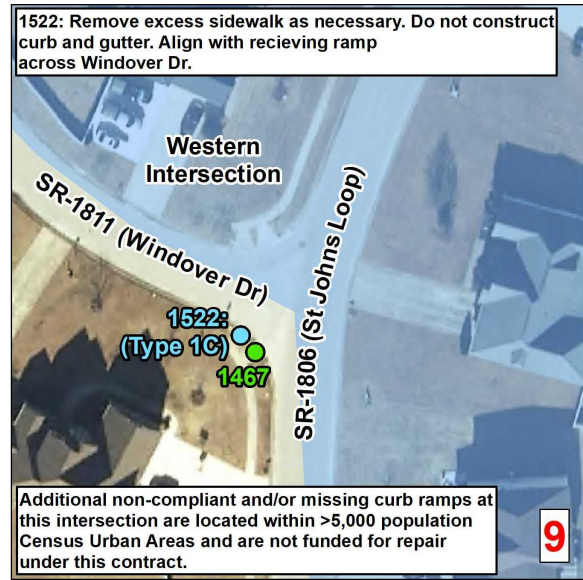 1522: Remove excess sidewalk as necessary. Do not construct
curb and gutter. Align with recieving ramp
across Windover Dr.
Western
Intersection
SR-1811 (Windover Dr)
SR-1806 (St Johns Loop)
1522:
(Type 1C)
1467
Additional non-compliant and/or missing curb ramps at
this intersection are located within >5,000 population
Census Urban Areas and are not funded for repair
under this contract.
9